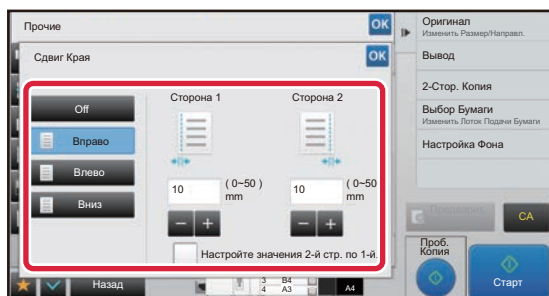 Прочие
OK
Сдвиг Края
OK
Off
Вправо
Влево
Вниз
Сторона 1
Сторона 2
10
( 0~50 )
mm
10
( 0~50
mm
Настройте значения 2-й стр. по 1-й.
Оригинал
Изменить Размер/Направл.
Вывод
2-Стор. Копия
Выбор Бумаги
Изменить Лоток Подачи Бумаги
Настройка Фона
CA
Проб.
Копия
Старт
Назад
3 B4
4 A3
A4